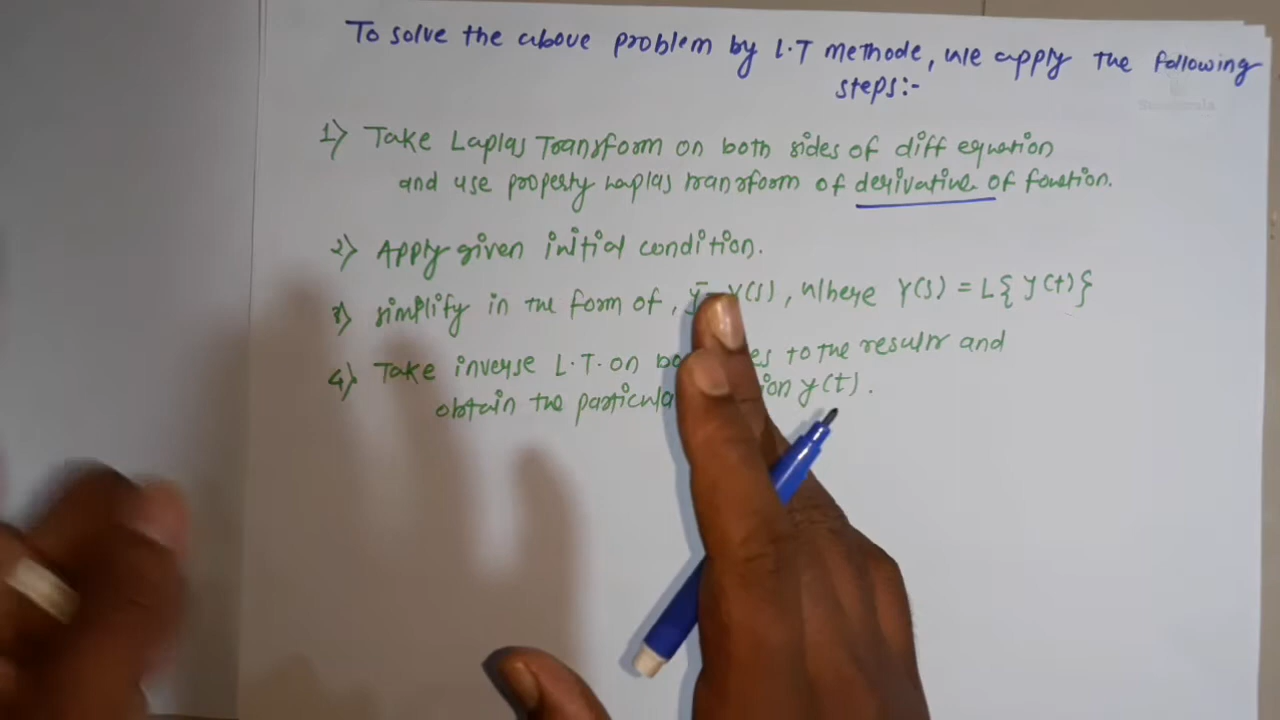 To solve the above problem by L.T methode, we apply the following
steps:-
1) Take Laplas Transform on both sides of diff equation
and use property Laplas transform of derivative of function.
2) Apply given initial condition.
3) simplify in the form of, Y(s), where Y(s) = L{y(t)}
4) Take inverse L.T. on to the result and
obtain the y(t).